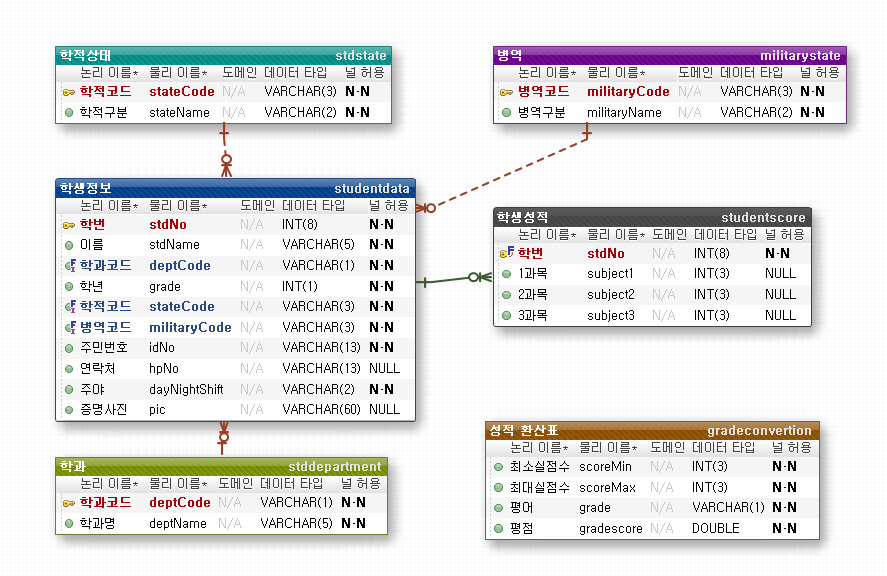 학적상태 stdstate
논리 이름* 물리 이름* 도메인 데이터 타입 널 허용
학적코드 stateCode N/A VARCHAR(3) N·N
학적구분 stateName N/A VARCHAR(2) N·N
병역 militarystate
논리 이름* 물리 이름* 도메인 데이터 타입 널 허용
병역코드 militaryCode N/A VARCHAR(3) N·N
병역구분 militaryName N/A VARCHAR(2) N·N
학생정보 studentdata
논리 이름* 물리 이름* 도메인 데이터 타입 널 허용
학번 stdNo N/A INT(8) N·N
이름 stdName N/A VARCHAR(5) N·N
학과코드 deptCode N/A VARCHAR(1) N·N
학년 grade N/A INT(1) N·N
학적코드 stateCode N/A VARCHAR(3) N·N
병역코드 militaryCode N/A VARCHAR(3) N·N
주민번호 idNo N/A VARCHAR(13) N·N
연락처 hpNo N/A VARCHAR(13) NULL
주야 dayNightShift N/A VARCHAR(2) N·N
증명사진 pic N/A VARCHAR(60) NULL
학생성적 studentscore
논리 이름* 물리 이름* 도메인 데이터 타입 널 허용
학번 stdNo N/A INT(8) N·N
1과목 subject1 N/A INT(3) NULL
2과목 subject2 N/A INT(3) NULL
3과목 subject3 N/A INT(3) NULL
학과 stddepartment
논리 이름* 물리 이름* 도메인 데이터 타입 널 허용
학과코드 deptCode N/A VARCHAR(1) N·N
학과명 deptName N/A VARCHAR(5) N·N
성적 환산표 gradeconvertion
논리 이름* 물리 이름* 도메인 데이터 타입 널 허용
최소실점수 scoreMin N/A INT(3) N·N
최대실점수 scoreMax N/A INT(3) N·N
평어 grade N/A VARCHAR(1) N·N
평점 gradescore N/A DOUBLE N·N